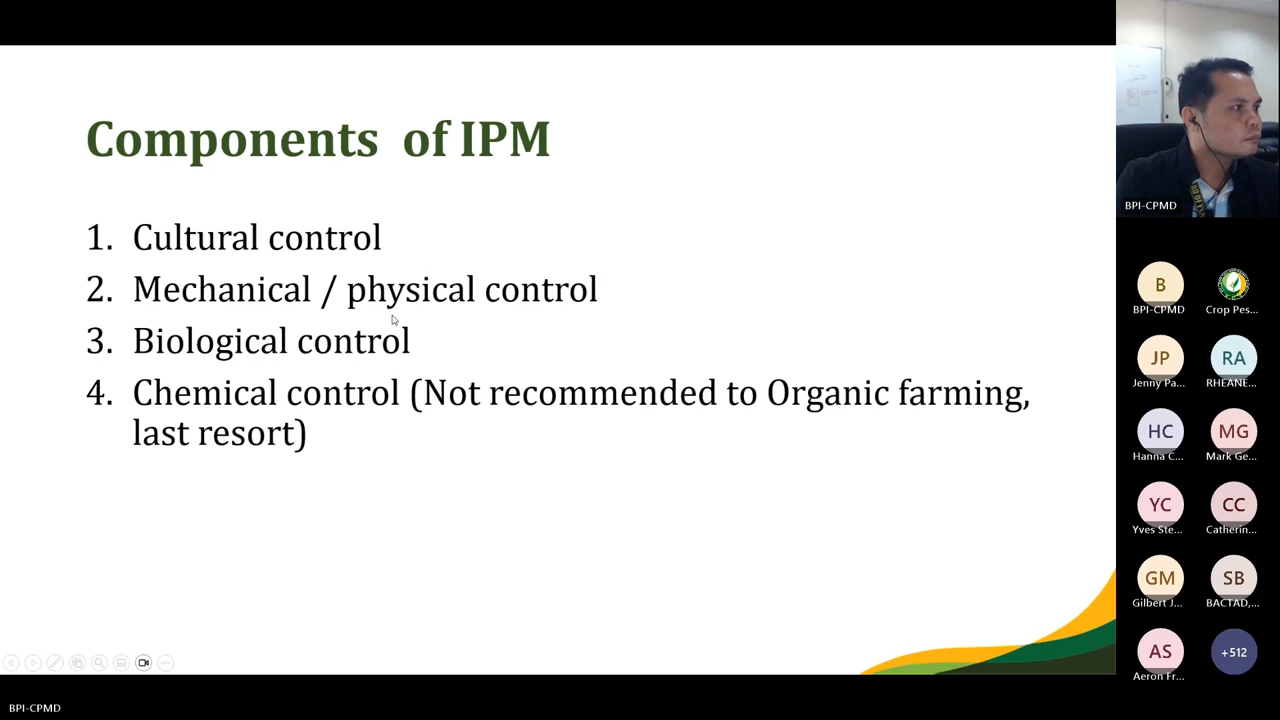 Components of IPM
1. Cultural control
2. Mechanical / physical control
3. Biological control
4. Chemical control (Not recommended to Organic farming,
last resort)
BPI-CPMD
B
BPI-CPMD
Crop Pes...
JP
Jenny Pa...
RA
RHEANE...
HC
Hanna C...
MG
Mark Ge...
YC
Yves Ste...
CC
Catherin...
GM
Gilbert J...
SB
BACTAD,...
AS
Aeron Fr...
+512
BPI-CPMD